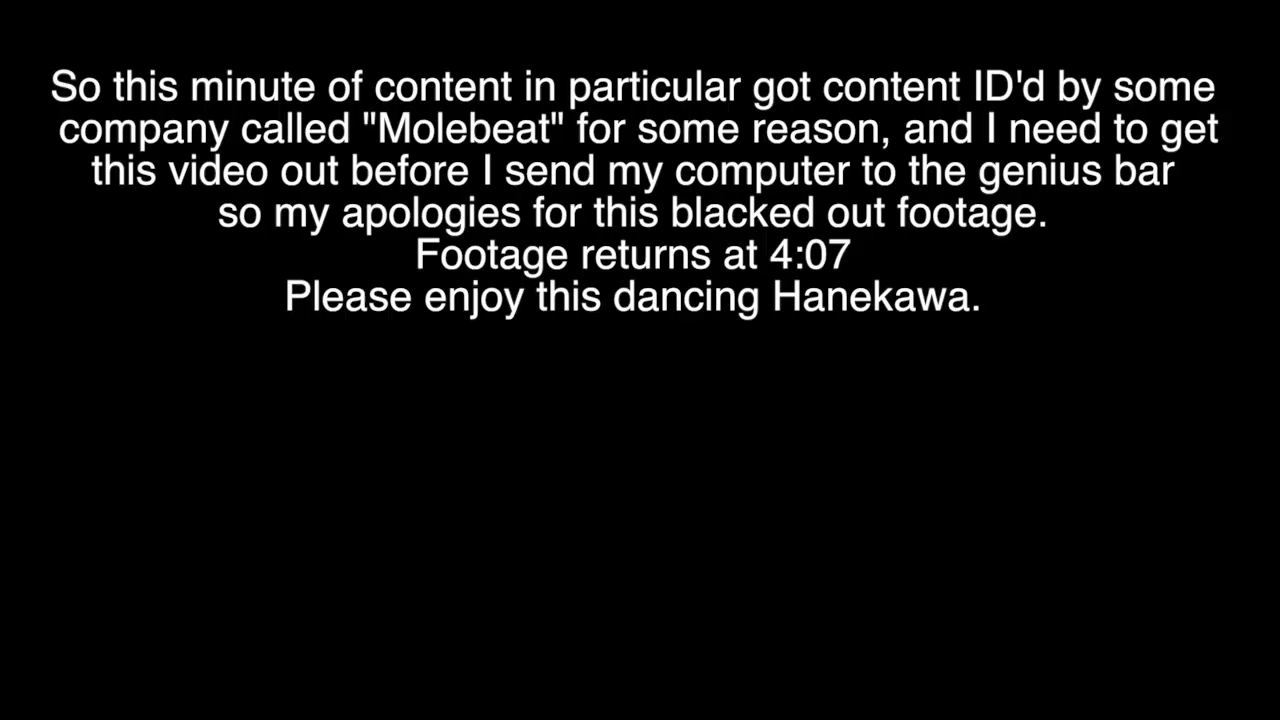 So this minute of content in particular got content ID'd by some
company called "Molebeat" for some reason, and I need to get
this video out before I send my computer to the genius bar
so my apologies for this blacked out footage.
Footage returns at 4:07
Please enjoy this dancing Hanekawa.